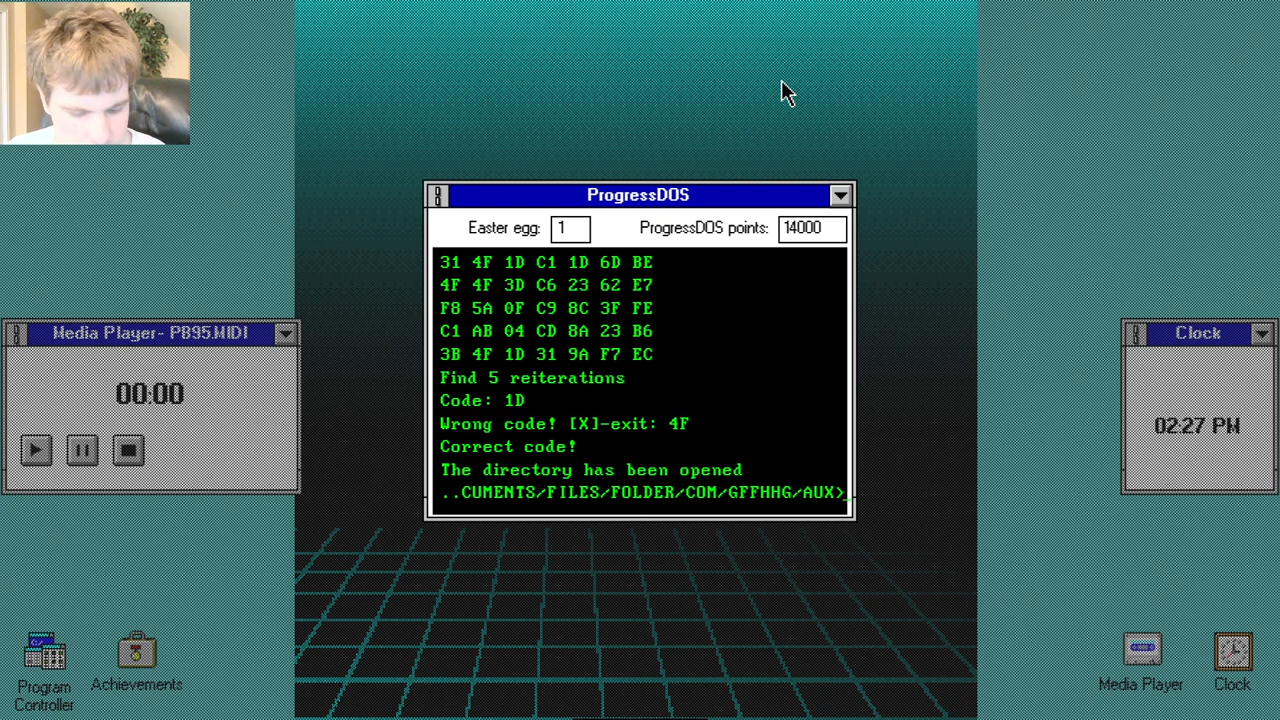 ProgressDOS
Easter egg: 1 ProgressDOS points: 14000
31 4F 1D C1 1D 6D BE
4F 4F 3D C6 23 62 E7
F8 5A 0F C9 8C 3F FE
C1 AB 04 CD 8A 23 B6
3B 4F 1D 31 9A F7 EC
Find 5 reiterations
Code: 1D
Wrong code! [X]-exit: 4F
Correct code!
The directory has been opened
..CUMENTS/FILES/FOLDER/COM/GFFHHG/AUX>_
Media Player- PB95.MIDI
00:00
Clock
02:27 PM
Program
Controller
Achievements
Media Player
Clock